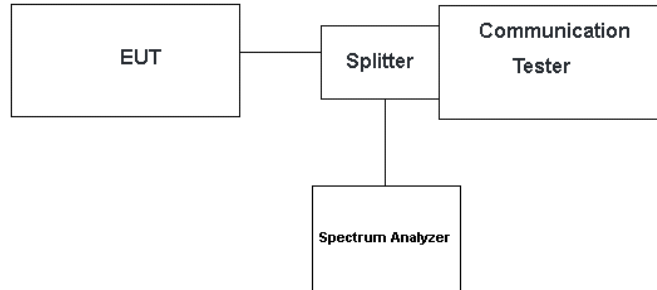 EUT
Splitter
Communication
Tester
Spectrum Analyzer